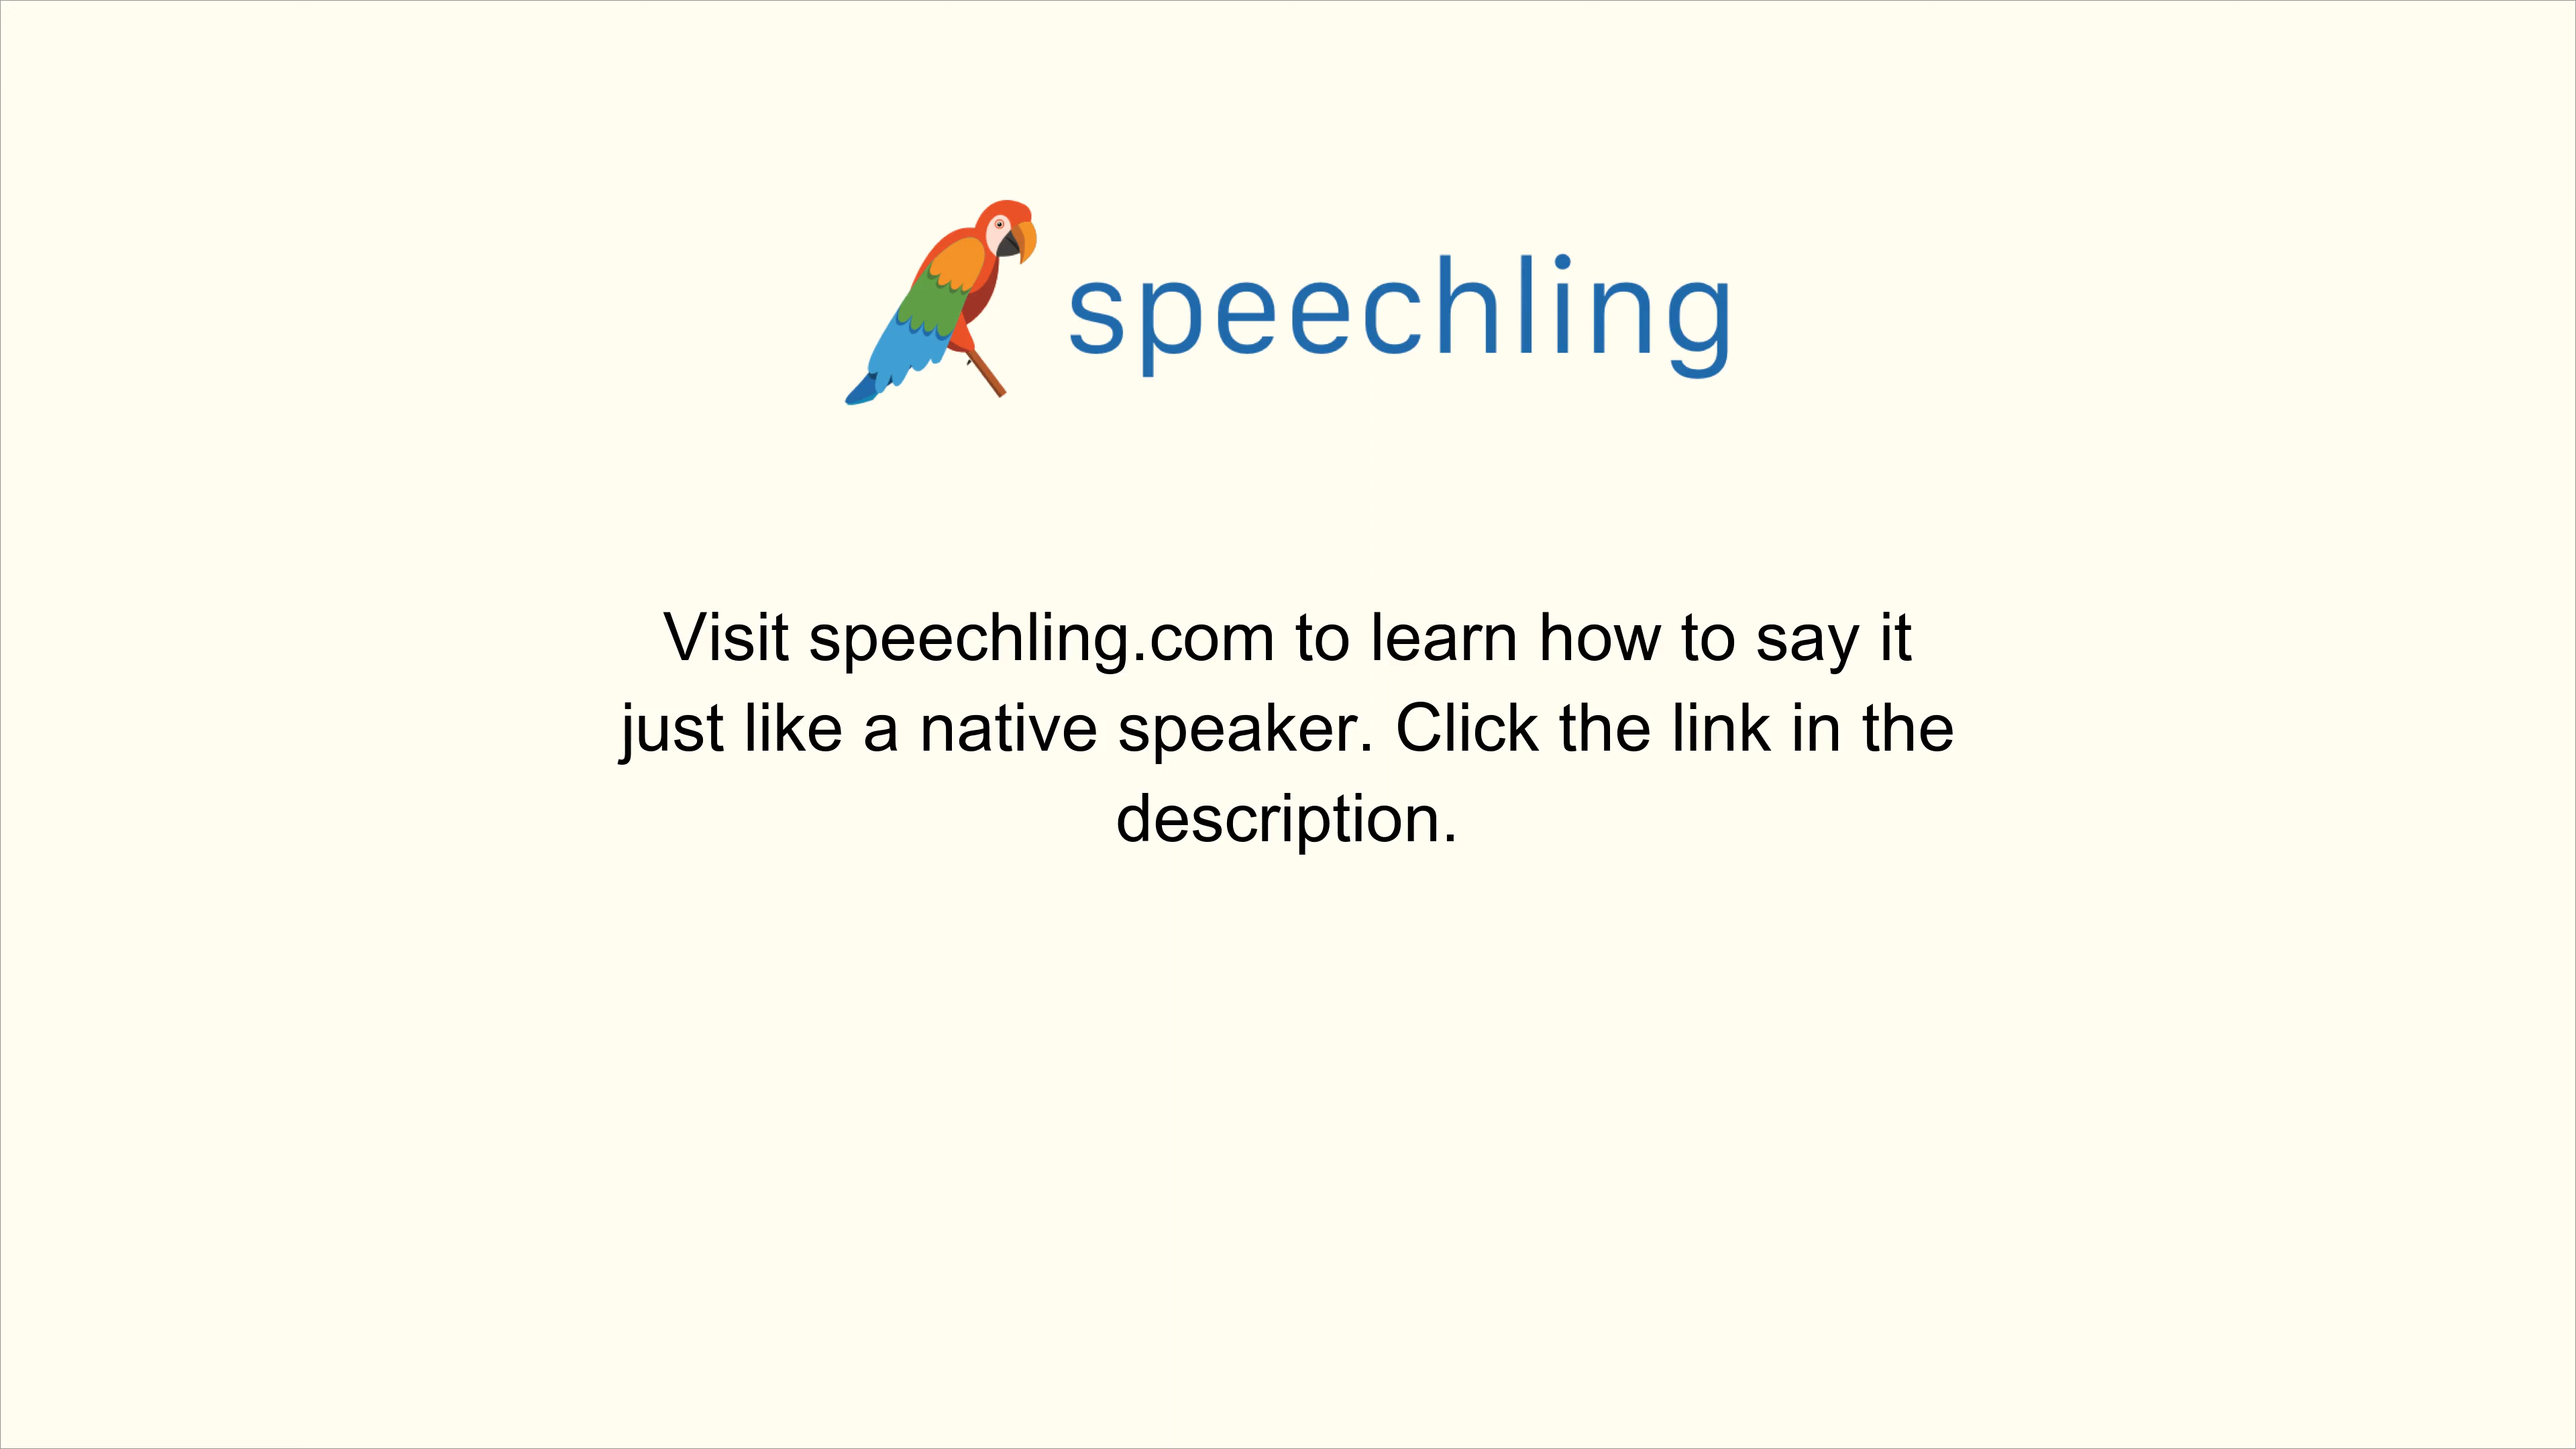 speechling
Visit speechling.com to learn how to say it
just like a native speaker. Click the link in the
description.